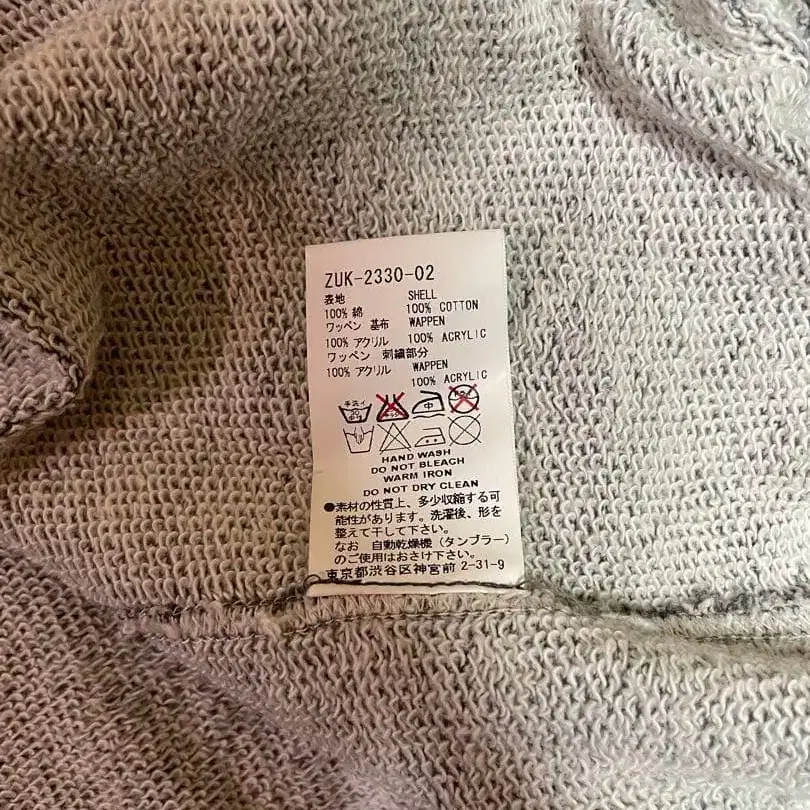 ZUK-2330-02
表地 SHELL
100% 綿 100% COTTON
ワッペン 基布 WAPPEN
100% アクリル 100% ACRYLIC
ワッペン 刺繍部分
100% アクリル WAPPEN
100% ACRYLIC
手洗イ 中
HAND WASH
DO NOT BLEACH
WARM IRON
DO NOT DRY CLEAN
●素材の性質上、多少収縮する可
能性があります。洗濯後、形を
整えて干して下さい。
なお 自動乾燥機（タンブラー）
のご使用はおさけ下さい。
東京都渋谷区神宮前 2-31-9